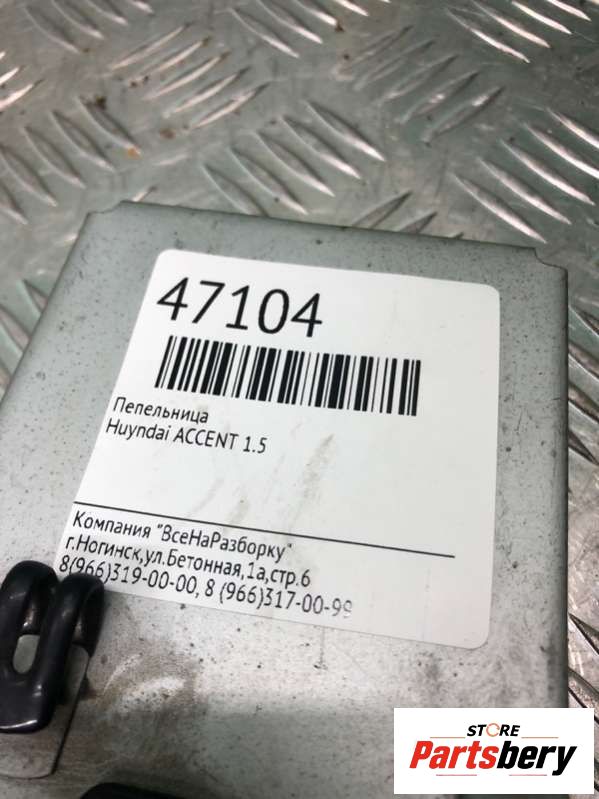 47104
Пепельница
Huyndai ACCENT 1.5
Компания "ВсеНаРазборку"
г.Ногинск,ул.Бетонная,1а,стр.6
8(966)319-00-00, 8 (966)317-00-99
STORE
Partsbery